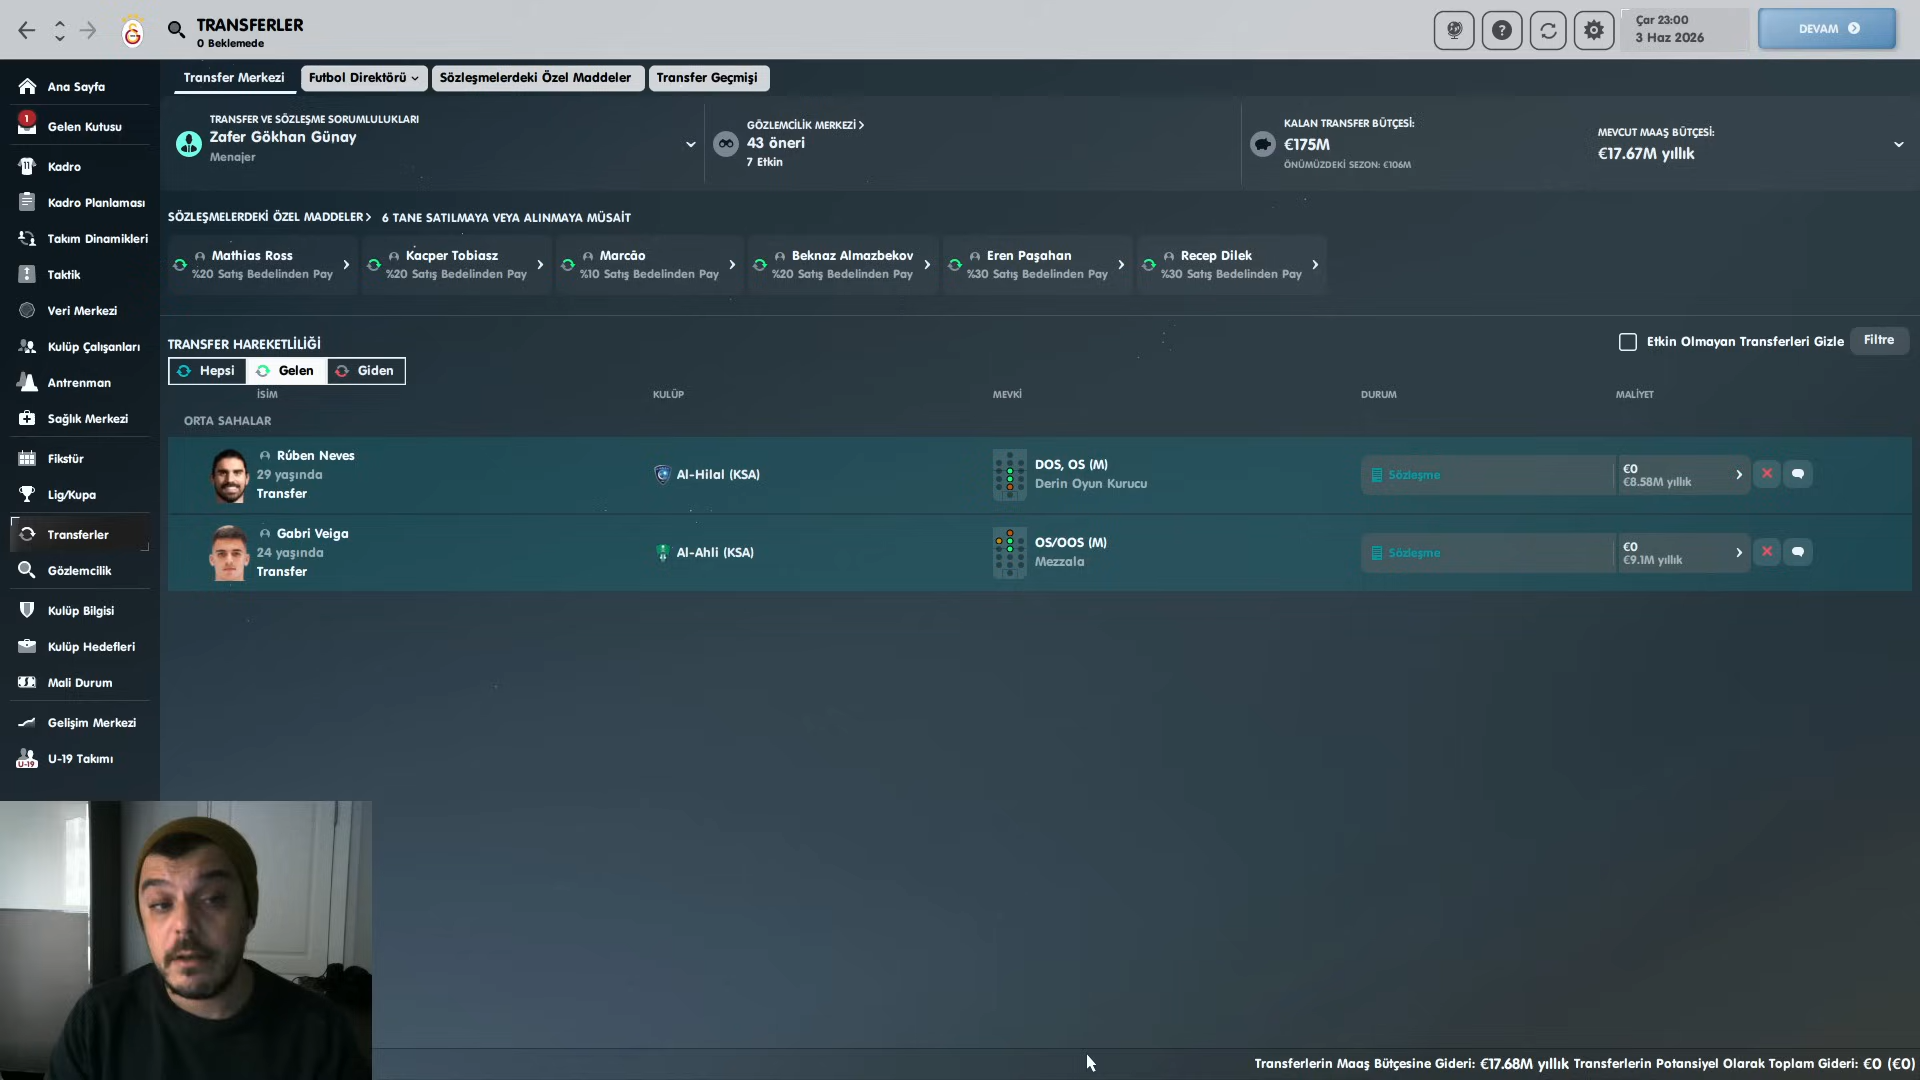 TRANSFERLER
0 Beklemede
Çar 23:00
3 Haz 2026
DEVAM
Ana Sayfa
1
Gelen Kutusu
Kadro
Kadro Planlaması
Takım Dinamikleri
Taktik
Veri Merkezi
Kulüp Çalışanları
Antrenman
Sağlık Merkezi
Fikstür
Lig/Kupa
Transferler
Gözlemcilik
Kulüp Bilgisi
Kulüp Hedefleri
Mali Durum
Gelişim Merkezi
U-19
U-19 Takımı
Transfer Merkezi
Futbol Direktörü
Sözleşmelerdeki Özel Maddeler
Transfer Geçmişi
TRANSFER VE SÖZLEŞME SORUMLULUKLARI
Zafer Gökhan Günay
Menajer
GÖZLEMCİLİK MERKEZİ
43 öneri
7 Etkin
KALAN TRANSFER BÜTÇESİ:
€175M
ÖNÜMÜZDEKİ SEZON: €106M
MEVCUT MAAŞ BÜTÇESİ:
€17.67M yıllık
SÖZLEŞMELERDEKİ ÖZEL MADDELER 6 TANE SATILMAYA VEYA ALINMAYA MÜSAİT
Mathias Ross
%20 Satış Bedelinden Pay
Kacper Tobiasz
%20 Satış Bedelinden Pay
Marcão
%10 Satış Bedelinden Pay
Beknaz Almazbekov
%20 Satış Bedelinden Pay
Eren Paşahan
%30 Satış Bedelinden Pay
Recep Dilek
%30 Satış Bedelinden Pay
TRANSFER HAREKETLİLİĞİ
Etkin Olmayan Transferleri Gizle
Filtre
Hepsi
Gelen
Giden
İSİM KULÜP MEVKİ DURUM MALİYET
ORTA SAHALAR
Rúben Neves
29 yaşında
Transfer
Al-Hilal (KSA)
DOS, OS (M)
Derin Oyun Kurucu
Sözleşme
€0
€8.58M yıllık
Gabri Veiga
24 yaşında
Transfer
Al-Ahli (KSA)
OS/OOS (M)
Mezzala
Sözleşme
€0
€9.1M yıllık
Transferlerin Maaş Bütçesine Gideri: €17.68M yıllık Transferlerin Potansiyel Olarak Toplam Gideri: €0 (€0)